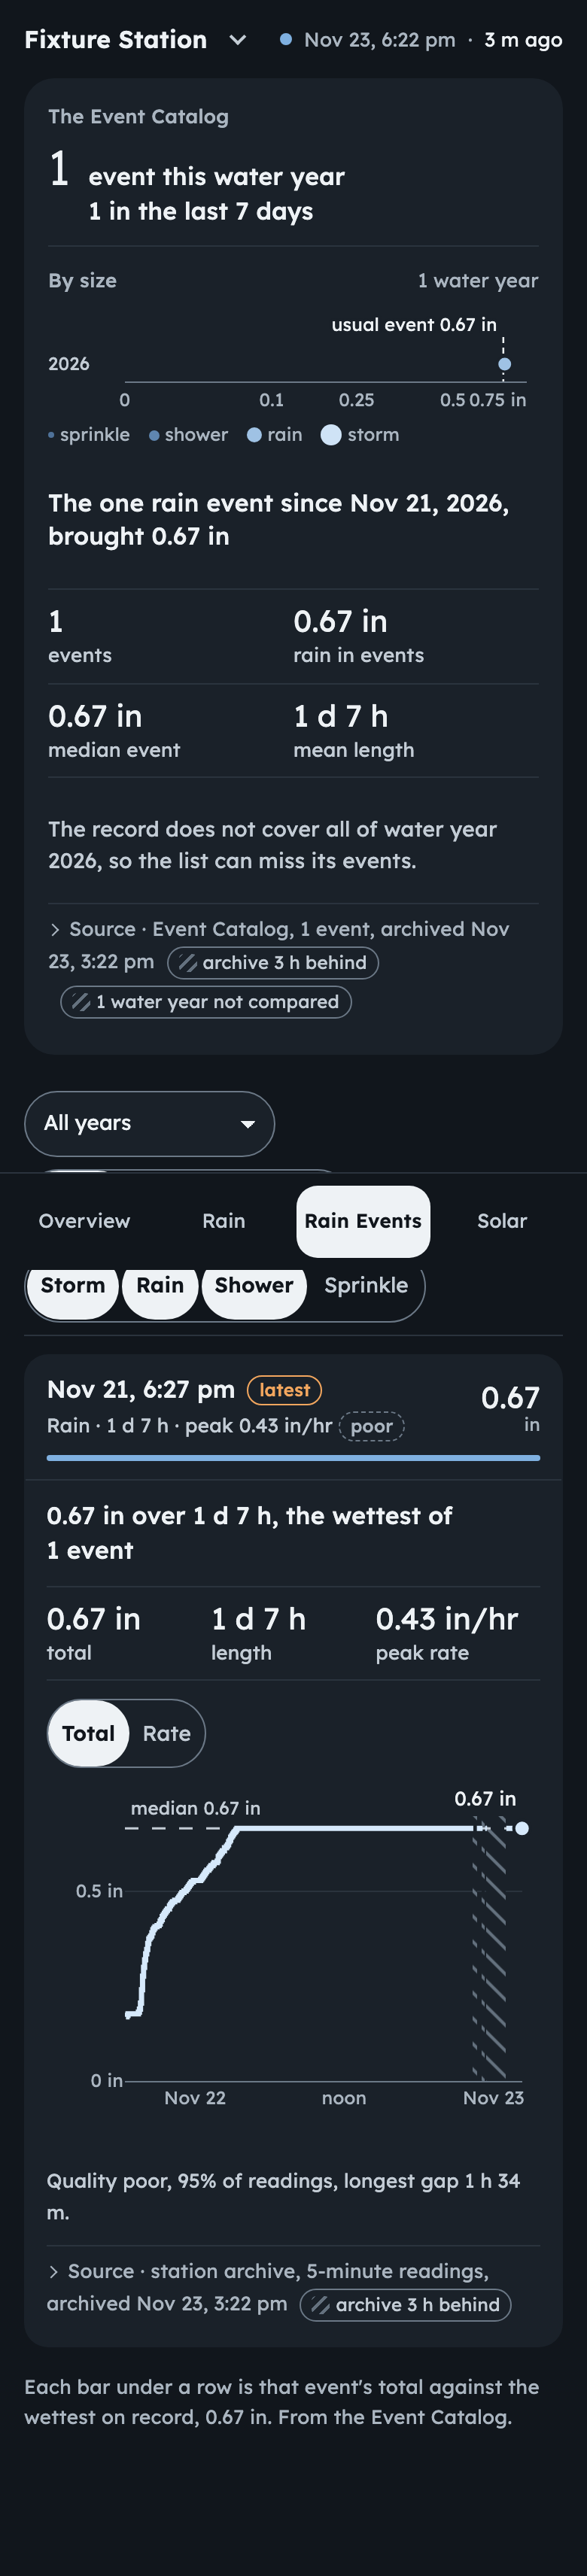 Fixture Station
Nov 23, 6:22 pm · 3 m ago
The Event Catalog
1 event this water year
1 in the last 7 days
By size
1 water year
usual event 0.67 in
2026
0 0.1 0.25 0.5 0.75 in
sprinkle shower rain storm
The one rain event since Nov 21, 2026,
brought 0.67 in
1
events
0.67 in
rain in events
0.67 in
median event
1 d 7 h
mean length
The record does not cover all of water year
2026, so the list can miss its events.
Source · Event Catalog, 1 event, archived Nov
23, 3:22 pm archive 3 h behind
1 water year not compared
All years
Overview Rain Rain Events Solar
Storm Rain Shower Sprinkle
Nov 21, 6:27 pm latest
0.67
in
Rain · 1 d 7 h · peak 0.43 in/hr poor
0.67 in over 1 d 7 h, the wettest of
1 event
0.67 in
total
1 d 7 h
length
0.43 in/hr
peak rate
Total Rate
0.67 in
median 0.67 in
0.5 in
0 in
Nov 22 noon Nov 23
Quality poor, 95% of readings, longest gap 1 h 34
m.
Source · station archive, 5-minute readings,
archived Nov 23, 3:22 pm archive 3 h behind
Each bar under a row is that event's total against the
wettest on record, 0.67 in. From the Event Catalog.